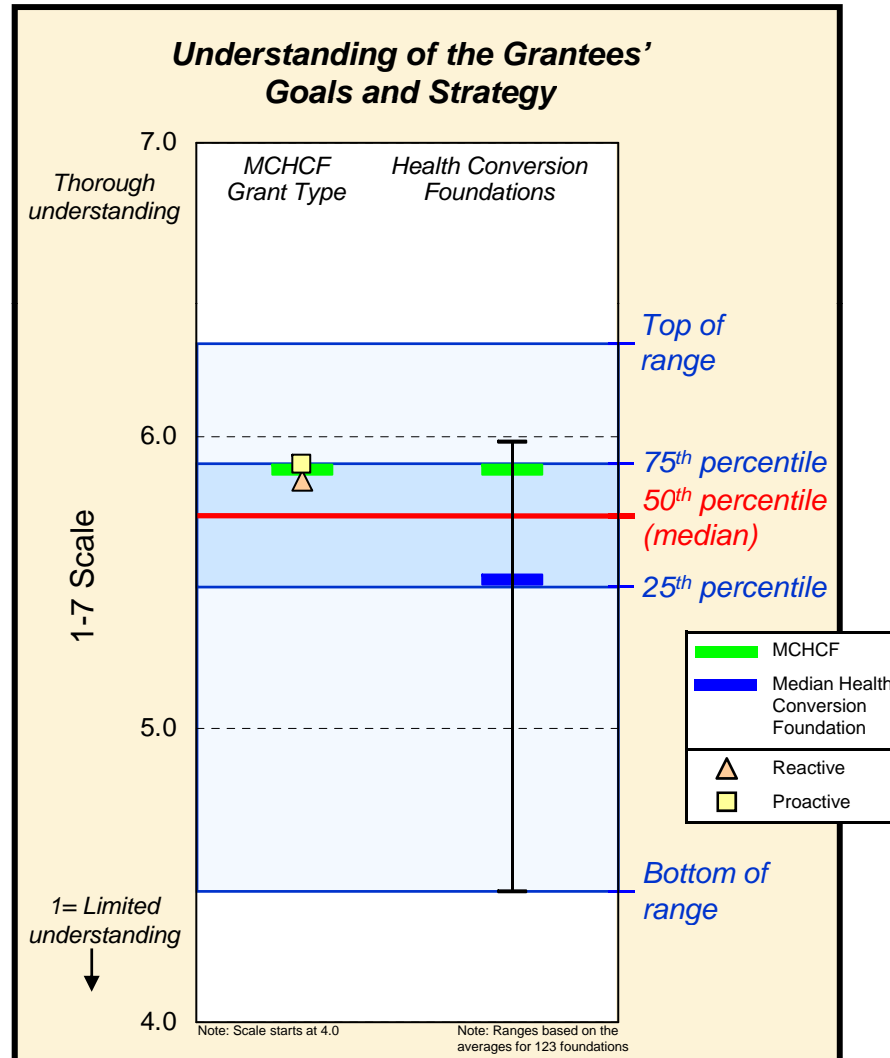 Understanding of the Grantees’
Goals and Strategy
7.0
MCHCF
Grant Type
Health Conversion
Foundations
Thorough
understanding
Top of
range
6.0
75th percentile
50th percentile
(median)
25th percentile
1-7 Scale
MCHCF
Median Health
Conversion
Foundation
Reactive
Proactive
5.0
Bottom of
range
1= Limited
understanding
4.0
Note: Scale starts at 4.0
Note: Ranges based on the
averages for 123 foundations